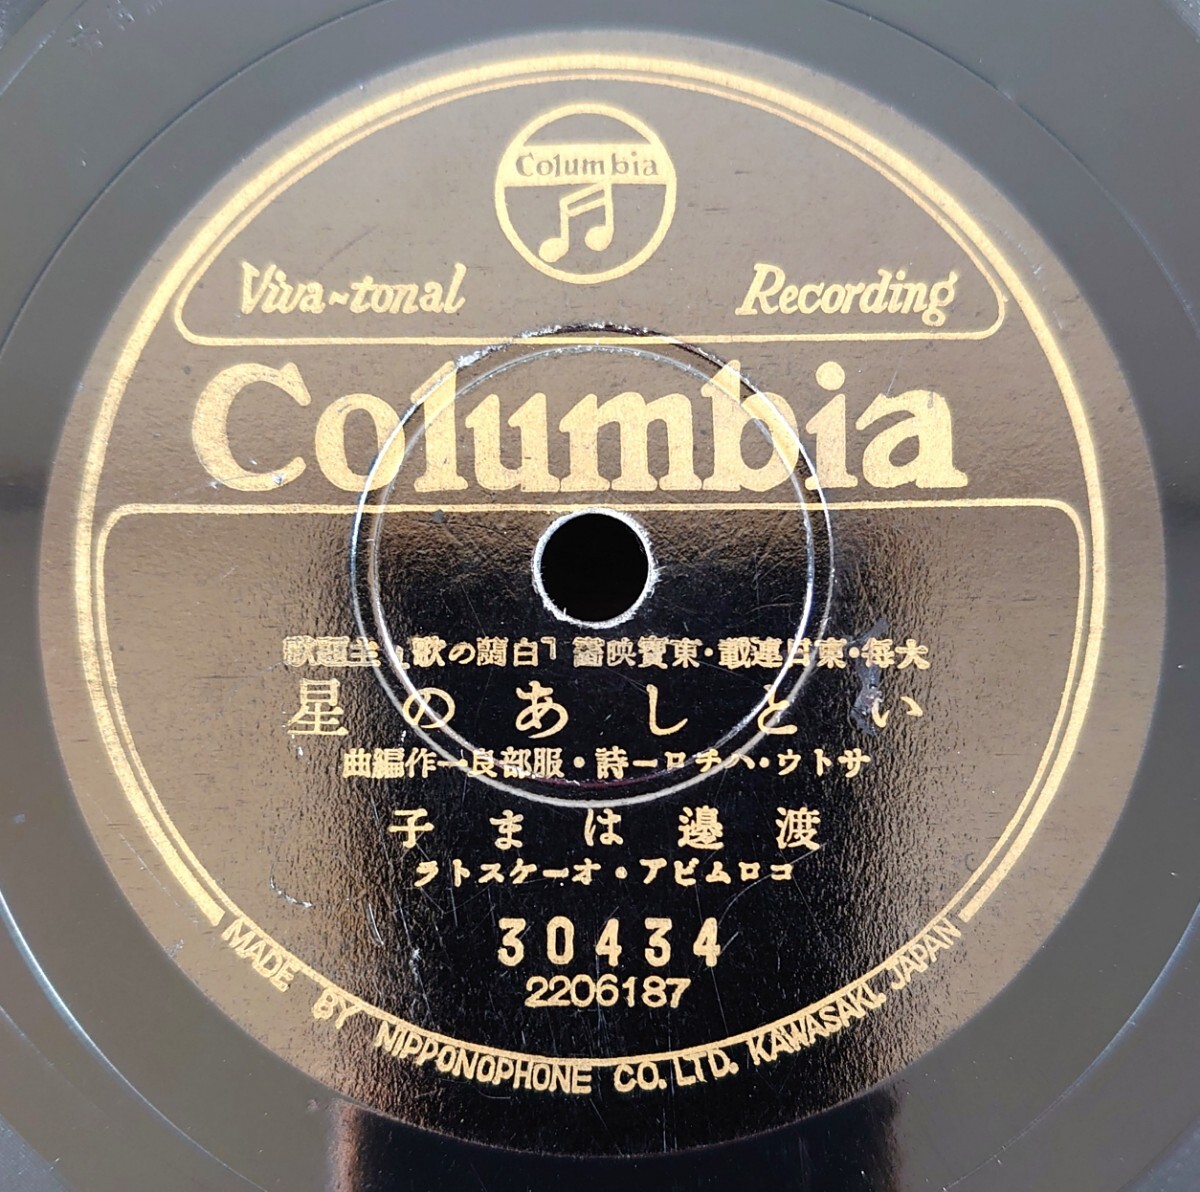 Columbia
Viva-tonal Recording
Columbia
大毎・東日連載・東寶映畫「白蘭の歌」主題歌
いとしあの星
サトウ・ハチロー詩・服部良一作編曲
渡邊はま子
コロムビア・オーケストラ
30434
2206187
MADE BY NIPPONOPHONE CO. LTD. KAWASAKI, JAPAN